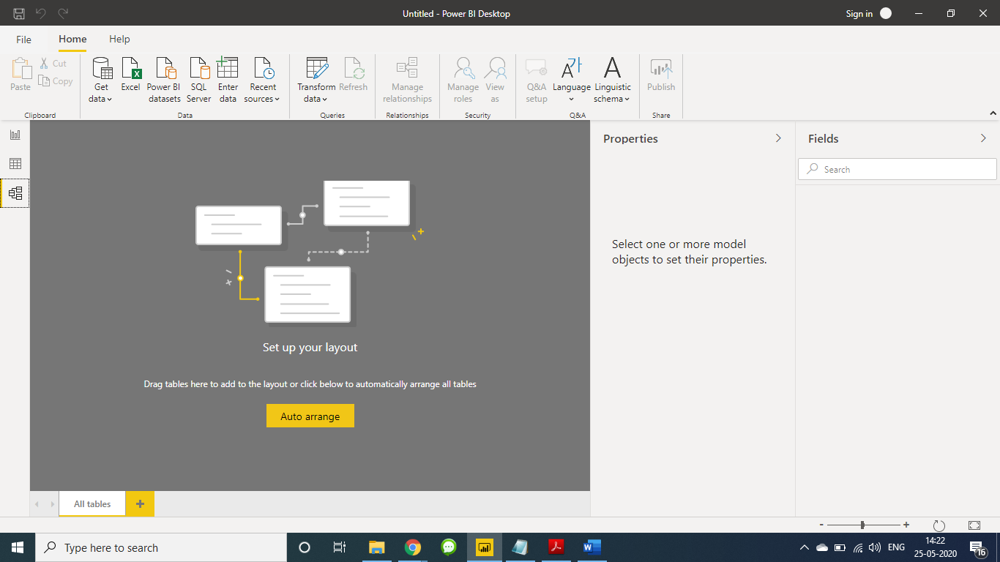 Untitled - Power BI Desktop
Sign in
File
Home
Help
Paste
Cut
Copy
Clipboard
Get
data
Excel
Power BI
datasets
SQL
Server
Enter
data
Recent
sources
Data
Transform
data
Refresh
Queries
Manage
relationships
Relationships
Manage
roles
View
as
Security
Q&A
setup
Language
Linguistic
schema
Q&A
Publish
Share
Properties
Fields
Search
Select one or more model
objects to set their properties.
Set up your layout
Drag tables here to add to the layout or click below to automatically arrange all tables
Auto arrange
All tables
Type here to search
ENG
14:22
25-05-2020
16